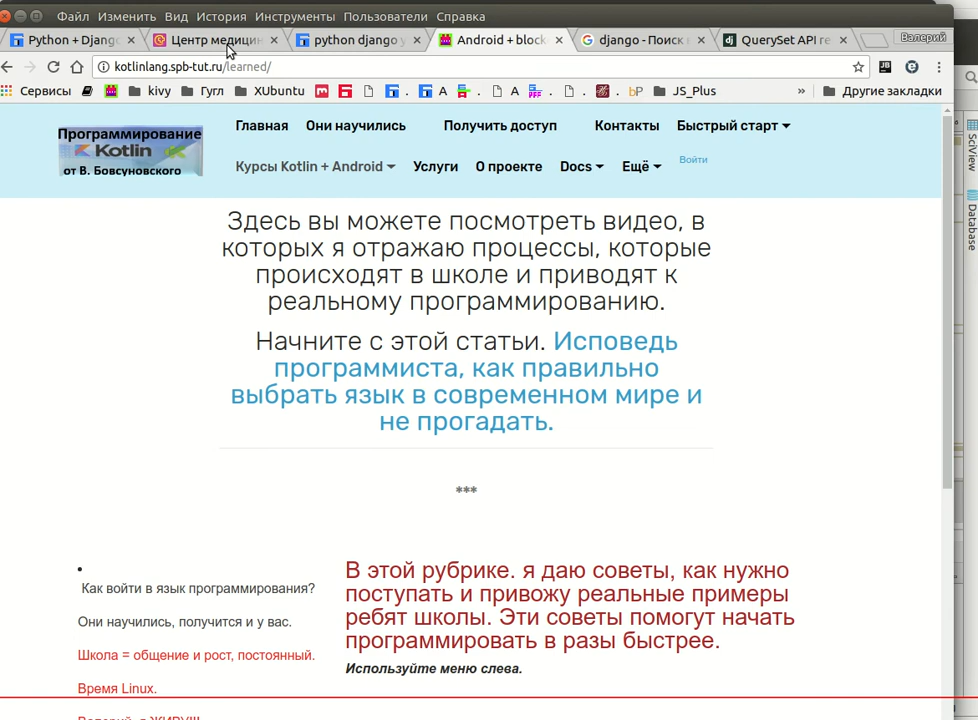 Файл Изменить Вид История Инструменты Пользователи Справка
Python + Djang
Центр медицин
python django
Android + block
django - Поиск
QuerySet API re
Валерий
kotlinlang.spb-tut.ru/learned/
Сервисы kivy Гугл XUbuntu A A bP JS_Plus » Другие закладки
SciView
Database
Программирование
Kotlin
от В. Бовсуновского
Главная Они научились Получить доступ Контакты Быстрый старт
Курсы Kotlin + Android Услуги О проекте Docs Ещё Войти
Здесь вы можете посмотреть видео, в
которых я отражаю процессы, которые
происходят в школе и приводят к
реальному программированию.
Начните с этой статьи. Исповедь
программиста, как правильно
выбрать язык в современном мире и
не прогадать.
***
Как войти в язык программирования?
Они научились, получится и у вас.
Школа = общение и рост, постоянный.
Время Linux.
Валерий, я ЖИРУ!!!
В этой рубрике. я даю советы, как нужно
поступать и привожу реальные примеры
ребят школы. Эти советы помогут начать
программировать в разы быстрее.
Используйте меню слева.